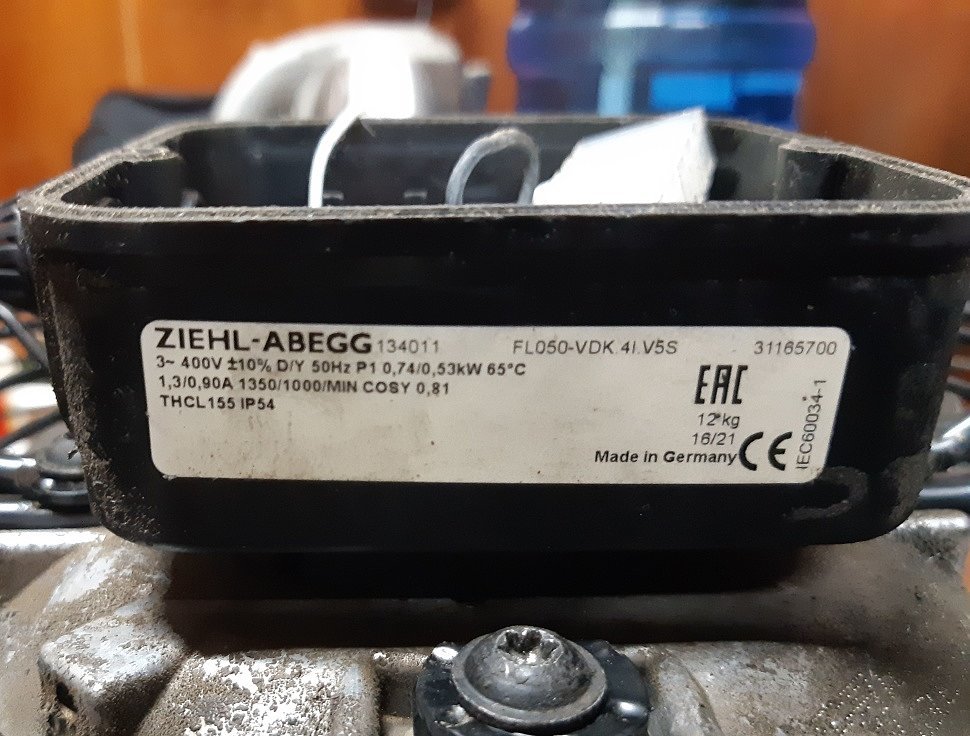 ZIEHL-ABEGG 134011 FL050-VDK.4I.V5S 31165700
3~ 400V ±10% D/Y 50Hz P1 0,74/0,53kW 65°C
1,3/0,90A 1350/1000/MIN COSY 0,81
THCL155 IP54
EAC
12 kg
16/21
Made in Germany CE
IEC60034-1